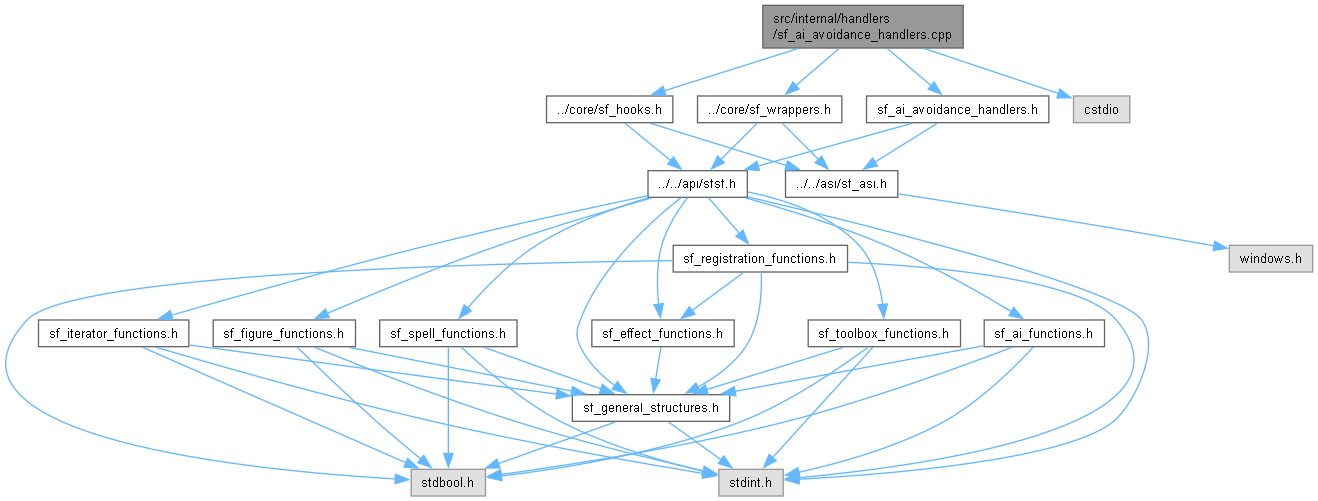 src/internal/handlers
/sf_ai_avoidance_handlers.cpp
../core/sf_hooks.h
../core/sf_wrappers.h
sf_ai_avoidance_handlers.h
cstdio
../../api/sfsf.h
../../asi/sf_asi.h
sf_registration_functions.h
windows.h
sf_iterator_functions.h
sf_figure_functions.h
sf_spell_functions.h
sf_effect_functions.h
sf_toolbox_functions.h
sf_ai_functions.h
sf_general_structures.h
stdbool.h
stdint.h